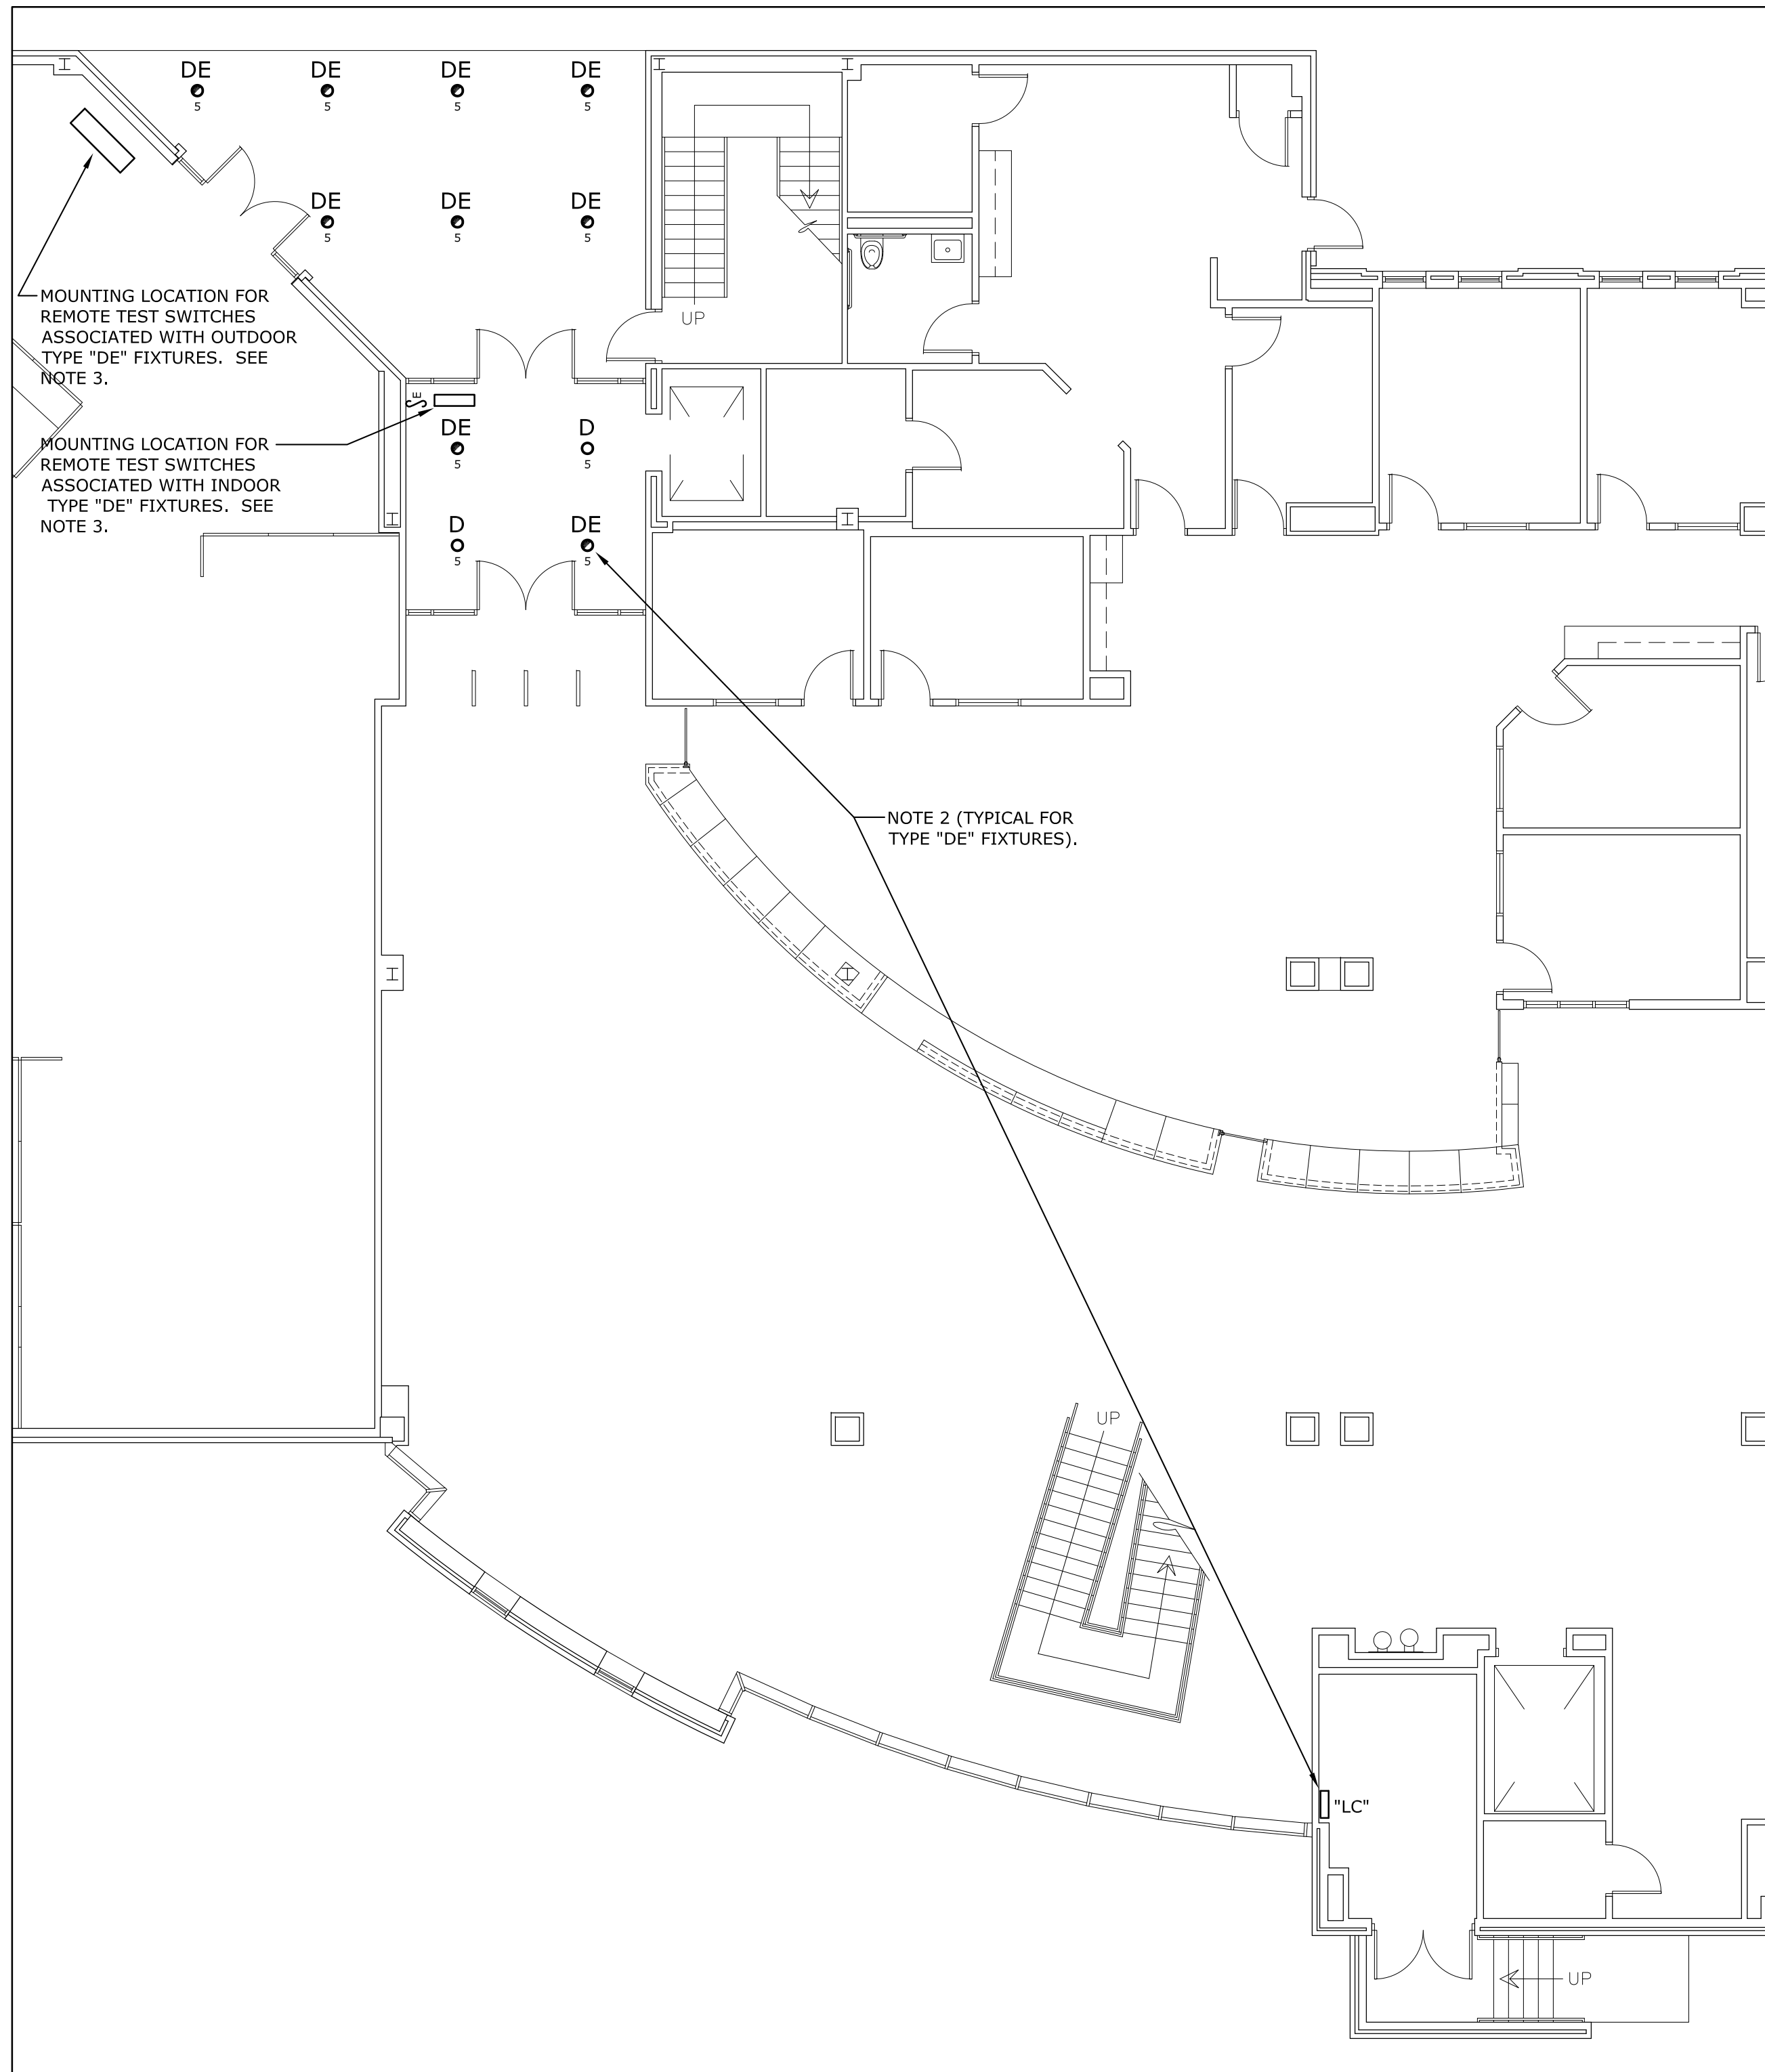 DE DE DE DE
5 5 5 5
DE DE DE
5 5 5
MOUNTING LOCATION FOR
REMOTE TEST SWITCHES
ASSOCIATED WITH OUTDOOR
TYPE "DE" FIXTURES. SEE
NOTE 3.
UP
S E
DE D
5 5
MOUNTING LOCATION FOR
REMOTE TEST SWITCHES
ASSOCIATED WITH INDOOR
TYPE "DE" FIXTURES. SEE
NOTE 3.
D DE
5 5
NOTE 2 (TYPICAL FOR
TYPE "DE" FIXTURES).
UP
"LC"
UP